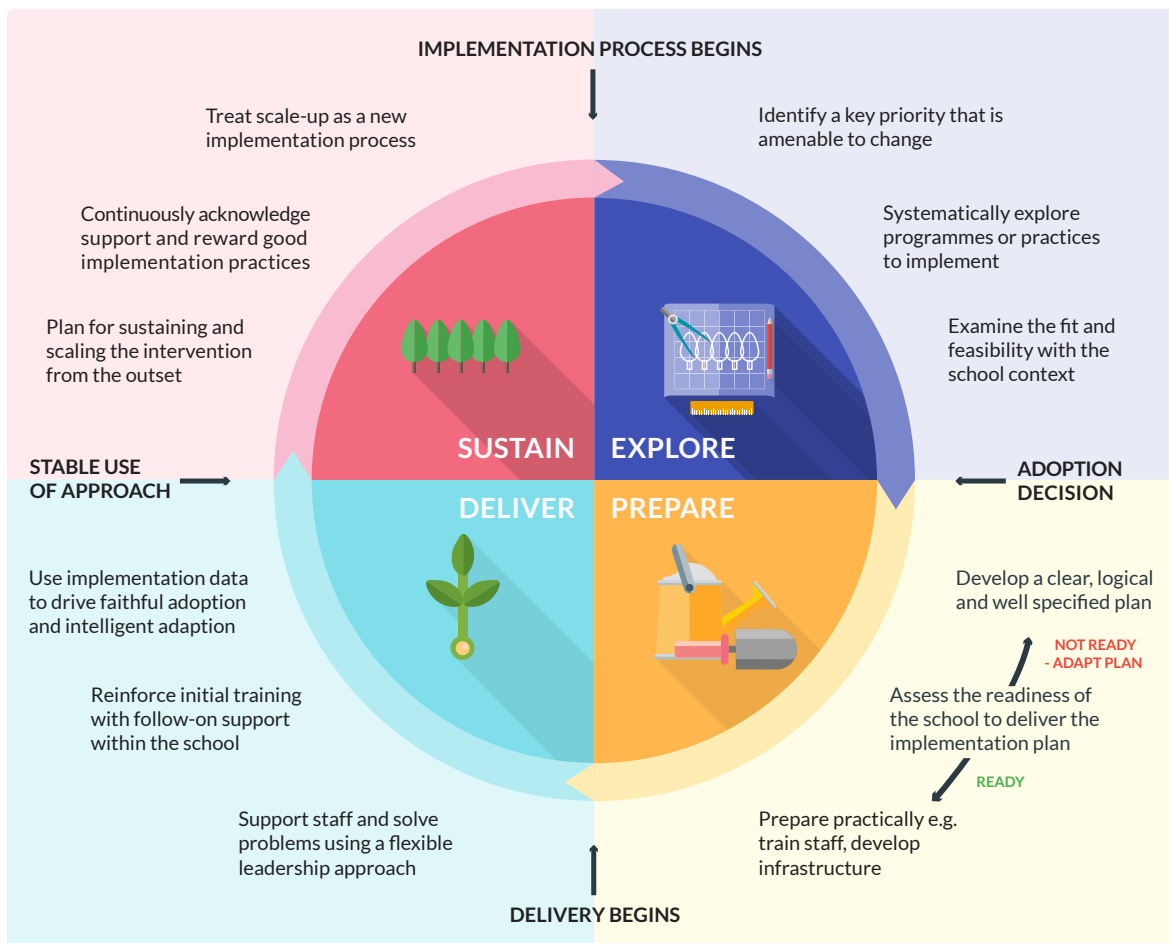 IMPLEMENTATION PROCESS BEGINS
Identify a key priority that is
amenable to change
Systematically explore
programmes or practices
to implement
Examine the fit and
feasibility with the
school context
EXPLORE
ADOPTION
DECISION
PREPARE
Develop a clear, logical
and well specified plan
NOT READY
- ADAPT PLAN
Assess the readiness of
the school to deliver the
implementation plan
READY
Prepare practically e.g.
train staff, develop
infrastructure
DELIVERY BEGINS
DELIVER
Support staff and solve
problems using a flexible
leadership approach
Reinforce initial training
with follow-on support
within the school
Use implementation data
to drive faithful adoption
and intelligent adaption
STABLE USE
OF APPROACH
SUSTAIN
Plan for sustaining and
scaling the intervention
from the outset
Continuously acknowledge
support and reward good
implementation practices
Treat scale-up as a new
implementation process